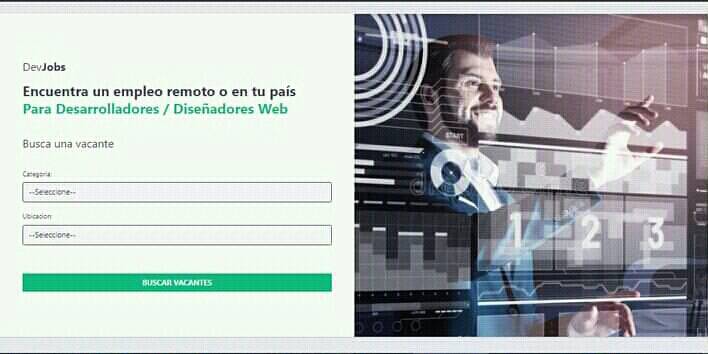 DevJobs
Encuentra un empleo remoto o en tu país
Para Desarrolladores / Diseñadores Web
Busca una vacante
Categoria:
--Seleccione--
Ubicacion:
--Seleccione--
BUSCAR VACANTES
START
1 2 3